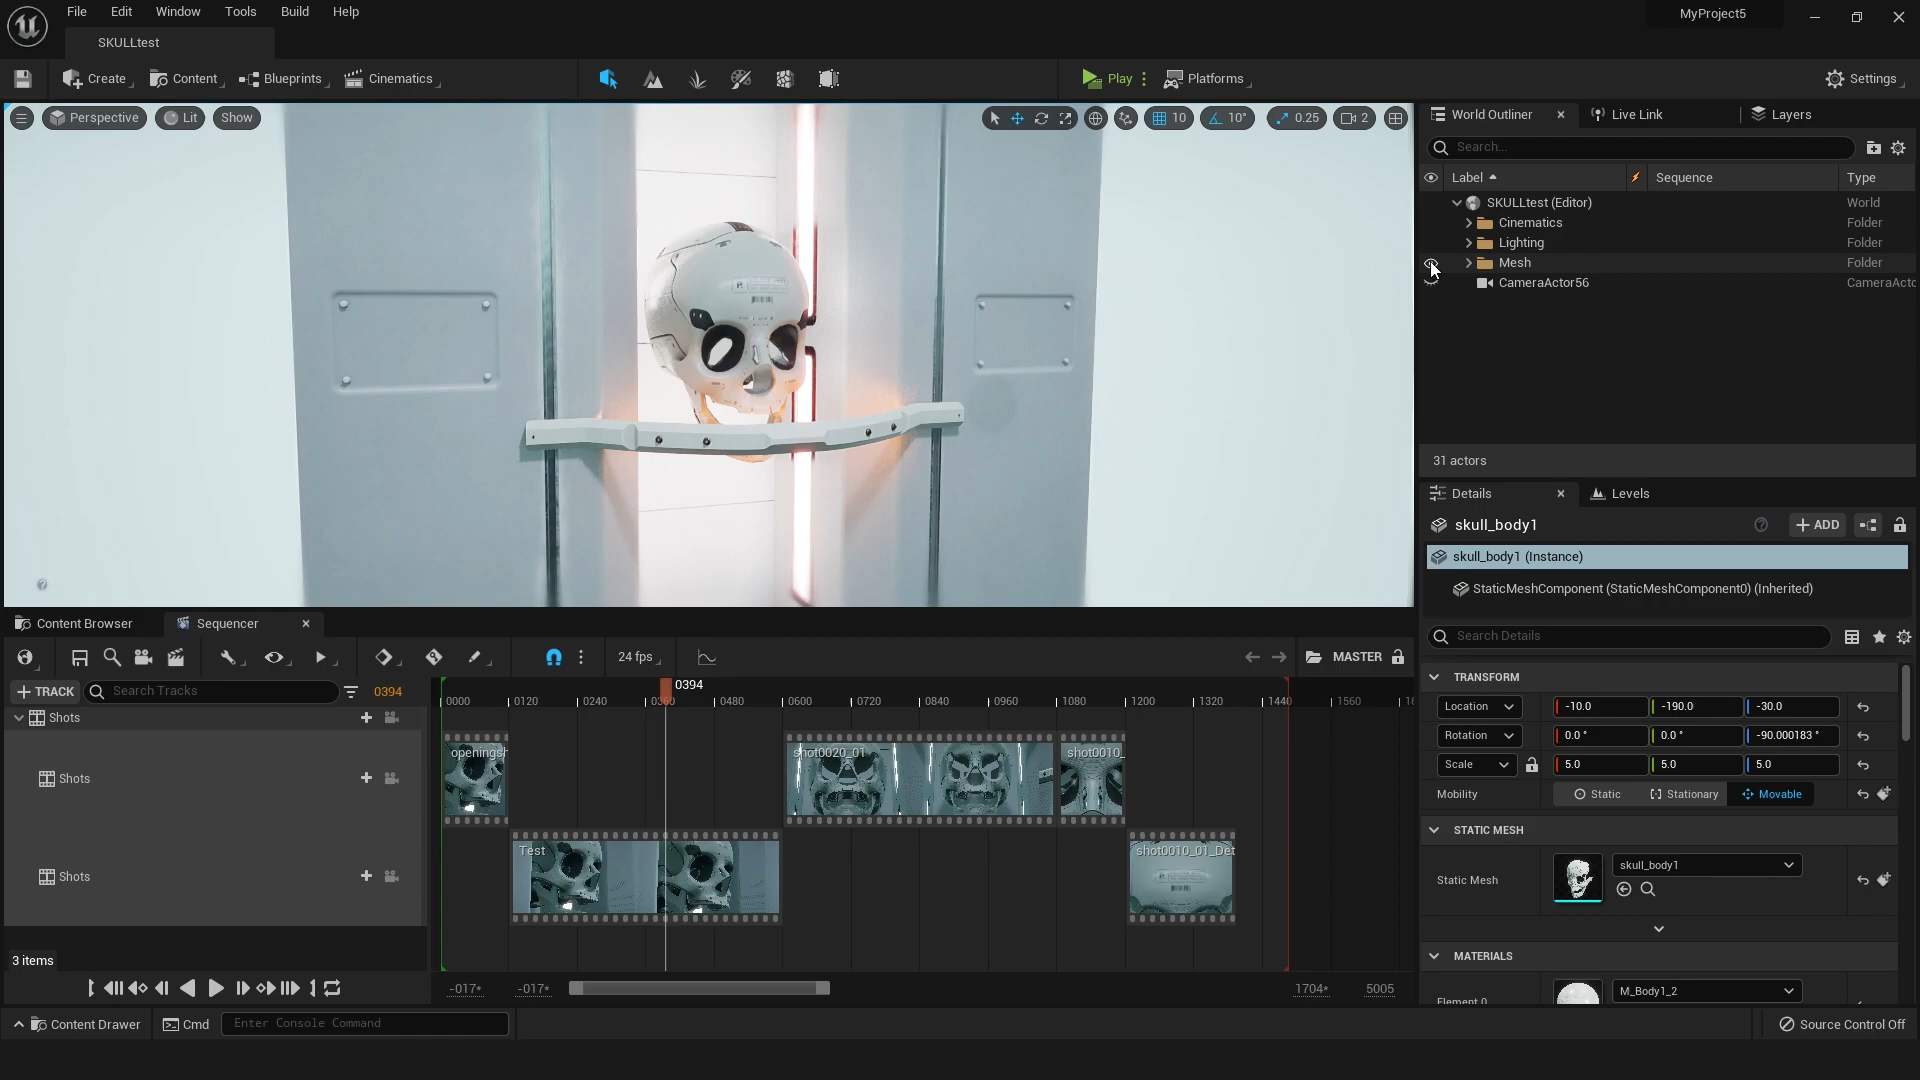 File Edit Window Tools Build Help
MyProject5
SKULLtest
Create Content Blueprints Cinematics Play Platforms Settings
Perspective Lit Show 10 10° 0.25 2
World Outliner Live Link Layers
Search...
Label Sequence Type
SKULLtest (Editor) World
Cinematics Folder
Lighting Folder
Mesh Folder
CameraActor56 CameraActo
31 actors
Details Levels
skull_body1 ADD
skull_body1 (Instance)
StaticMeshComponent (StaticMeshComponent0) (Inherited)
Search Details
TRANSFORM
Location -10.0 -190.0 -30.0
Rotation 0.0° 0.0° -90.000183°
Scale 5.0 5.0 5.0
Mobility Static Stationary Movable
STATIC MESH
Static Mesh skull_body1
MATERIALS
Element 0 M_Body1_2
Content Browser Sequencer
24 fps MASTER
TRACK Search Tracks 0394
0394
0000 0120 0240 0360 0480 0600 0720 0840 0960 1080 1200 1320 1440 1560 16
Shots
Shots
openingsh shot0020_01 shot0010_
Shots
Test shot0010_01_Det
3 items
-017* -017* 1704* 5005
Content Drawer Cmd Enter Console Command Source Control Off